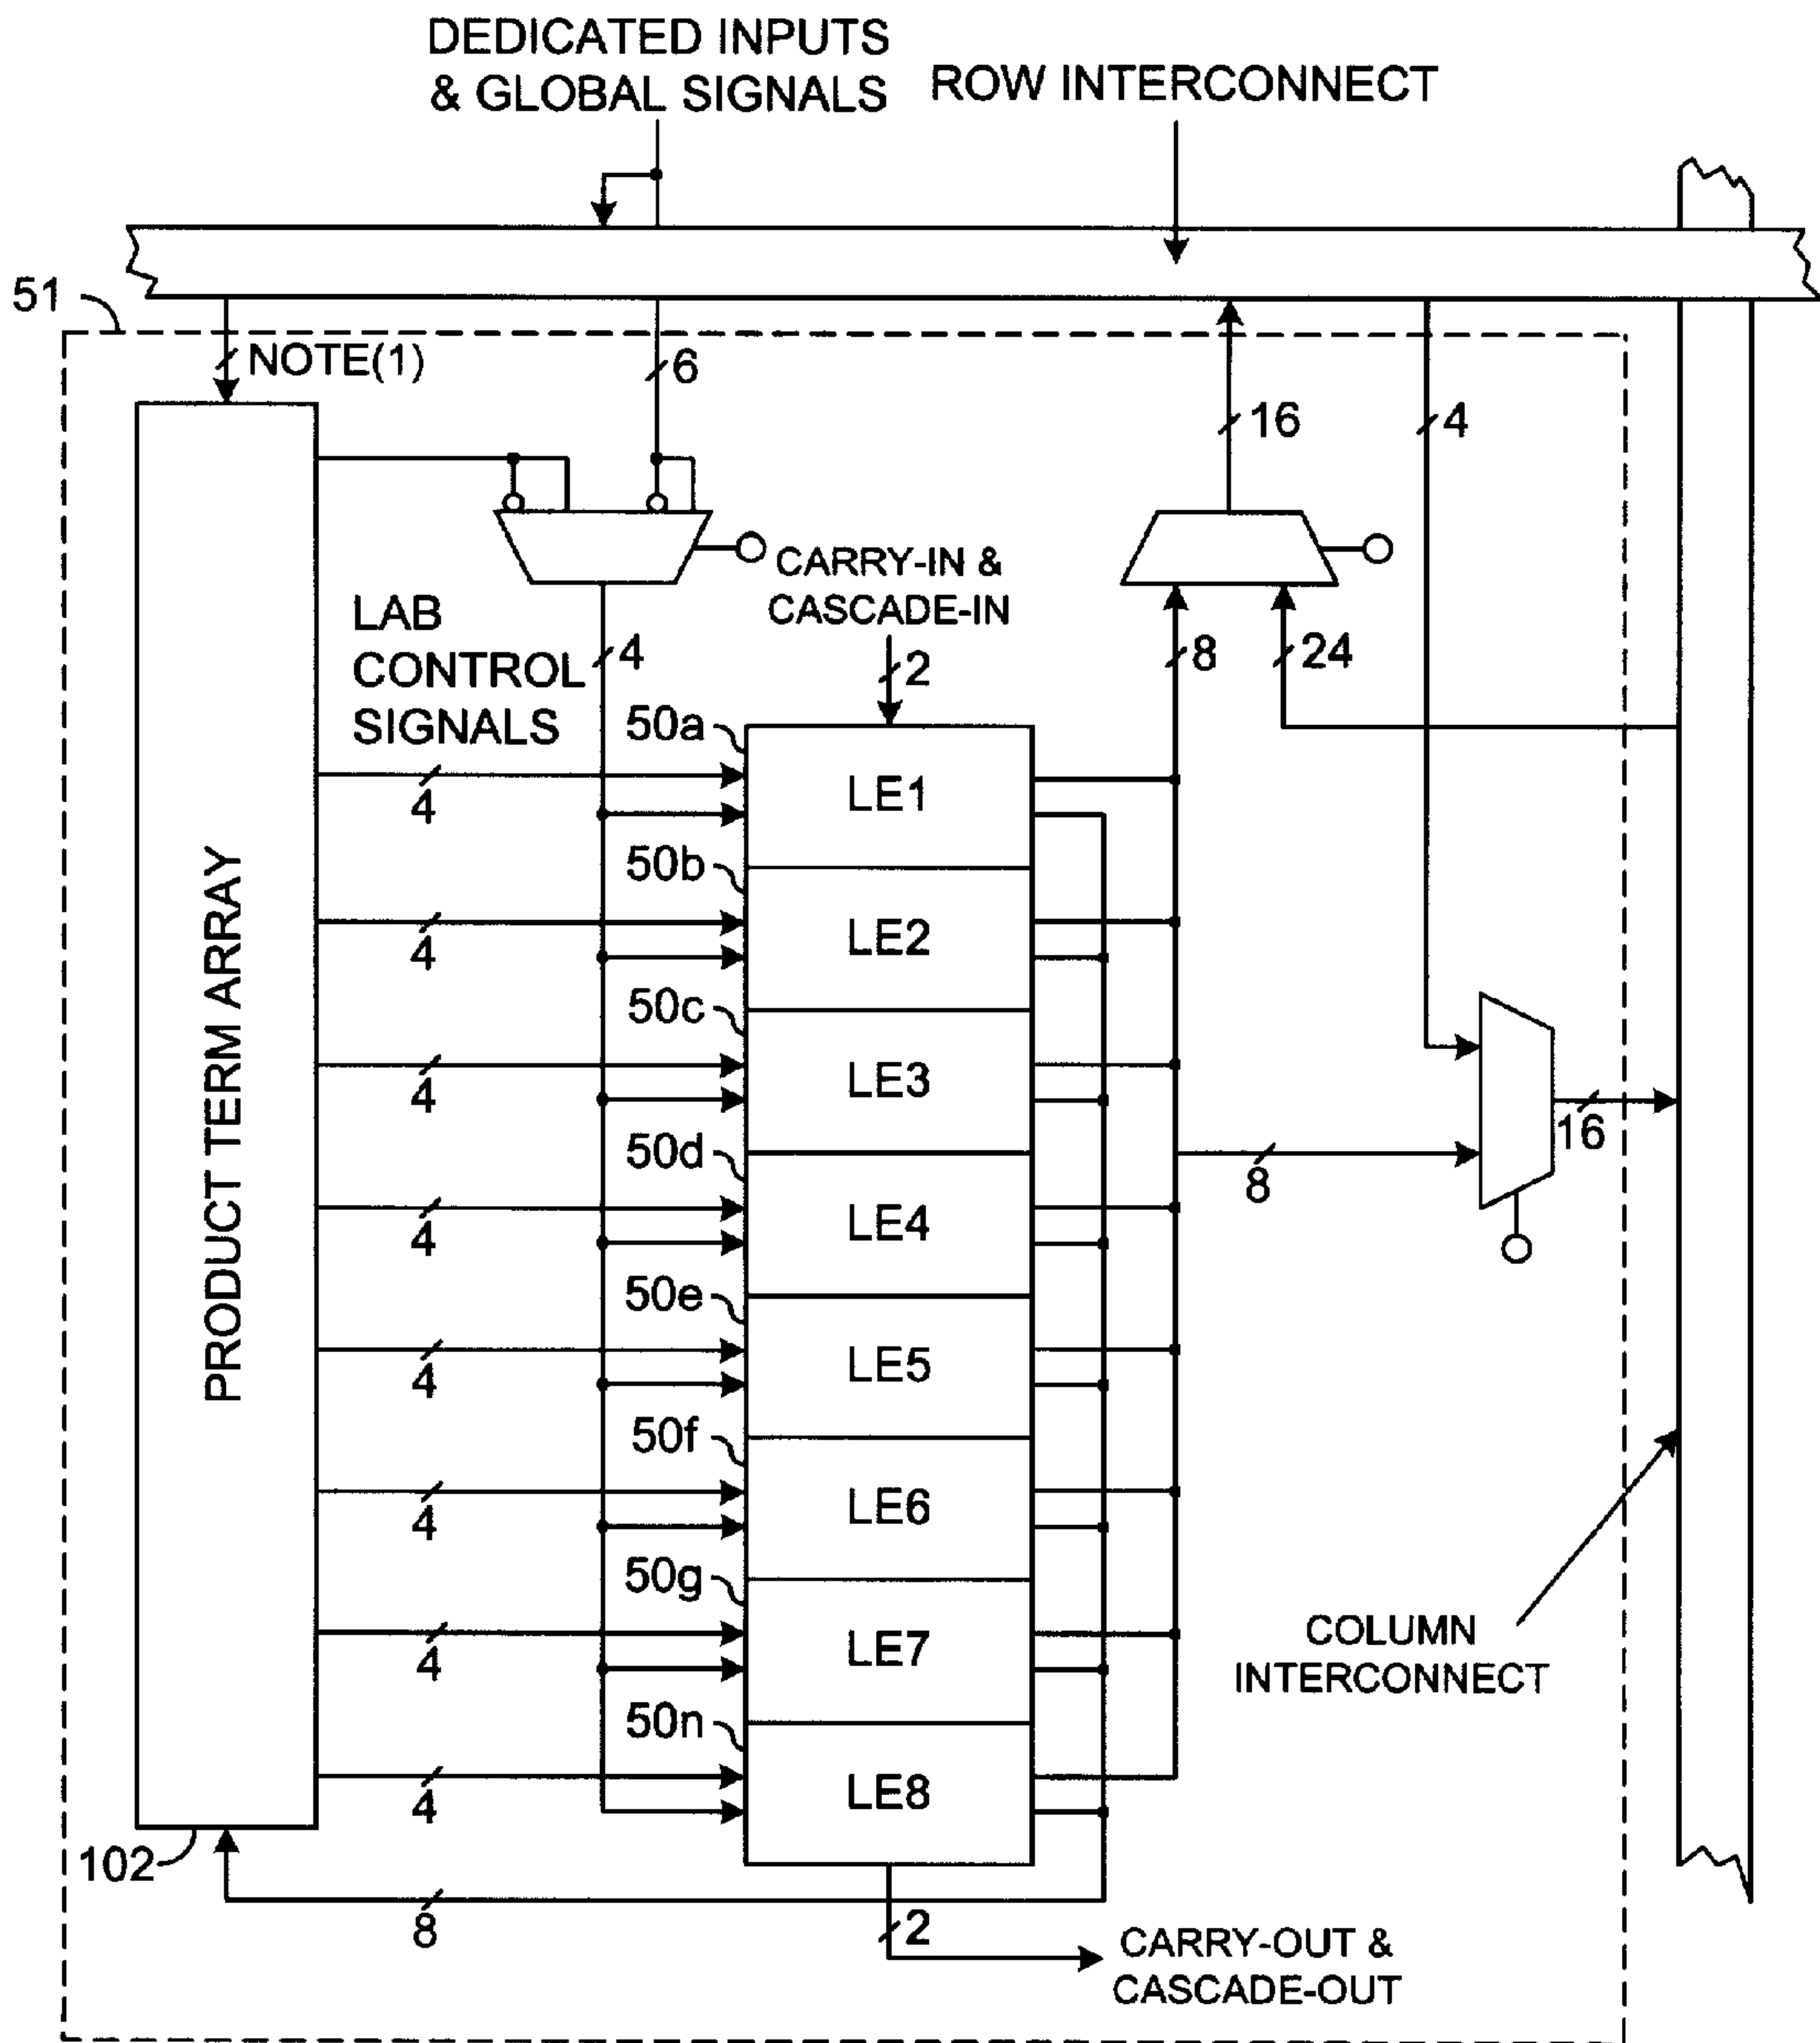 DEDICATED INPUTS
& GLOBAL SIGNALS
ROW INTERCONNECT
51
NOTE(1)
6
16
4
CARRY-IN &
CASCADE-IN
LAB
CONTROL
SIGNALS
4
2
8
24
50a
LE1
4
50b
LE2
4
50c
LE3
4
16
50d
LE4
4
8
50e
LE5
4
50f
LE6
4
50g
LE7
4
COLUMN
INTERCONNECT
50n
LE8
4
PRODUCT TERM ARRAY
102
8
2
CARRY-OUT &
CASCADE-OUT